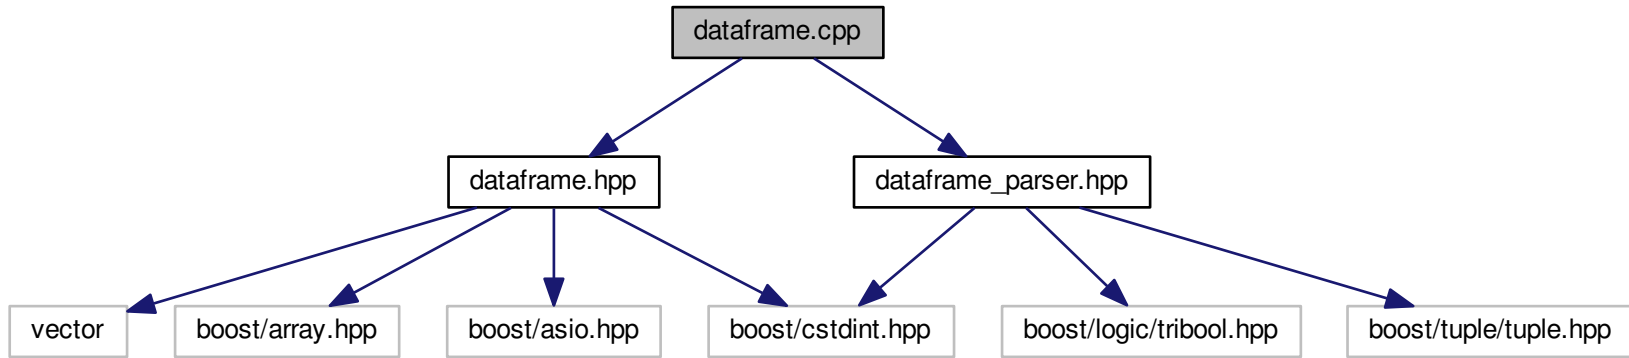 dataframe.cpp
dataframe.hpp
dataframe_parser.hpp
vector
boost/array.hpp
boost/asio.hpp
boost/cstdint.hpp
boost/logic/tribool.hpp
boost/tuple/tuple.hpp